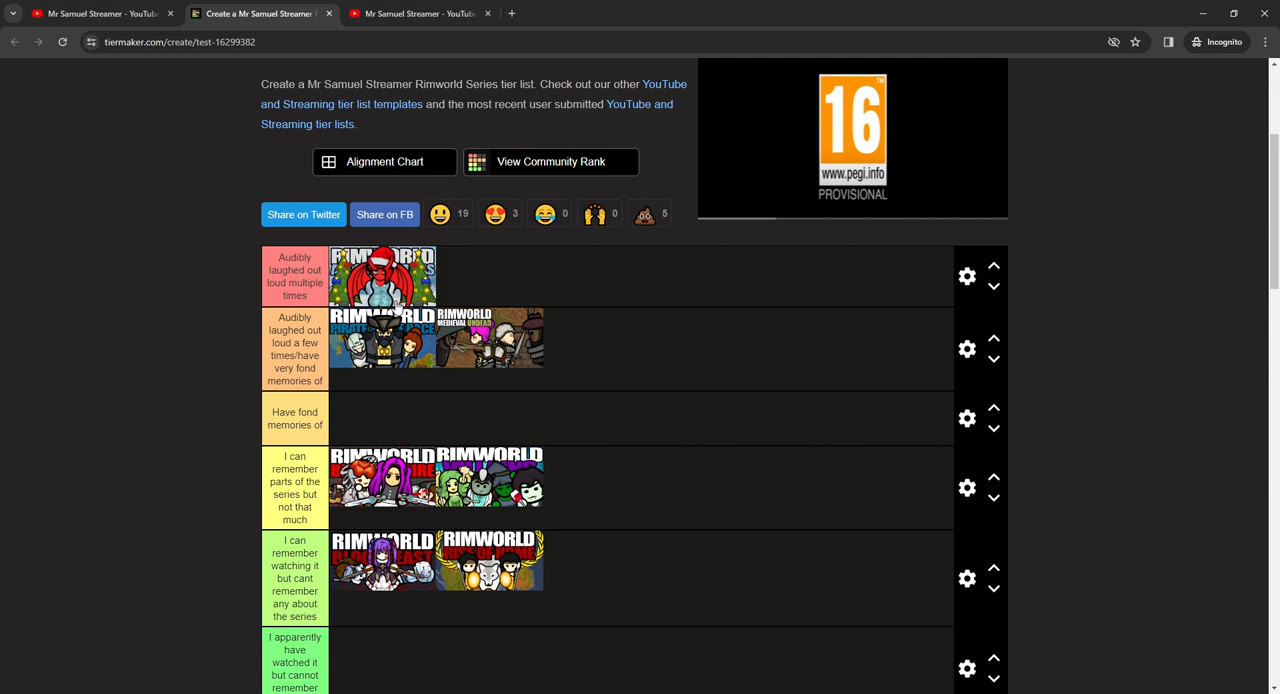 Mr Samuel Streamer - YouTub
Create a Mr Samuel Streamer
Mr Samuel Streamer - YouTub
tiermaker.com/create/test-16299382
Incognito
Create a Mr Samuel Streamer Rimworld Series tier list. Check out our other YouTube
and Streaming tier list templates and the most recent user submitted YouTube and
Streaming tier lists.
16
www.pegi.info
PROVISIONAL
Alignment Chart
View Community Rank
Share on Twitter
Share on FB
19
3
0
0
5
Audibly
laughed out
loud multiple
times
RIMWORLD
Audibly
laughed out
loud a few
times/have
very fond
memories of
RIMWORLD
RIMWORLD
MEDIEVAL UNDEAD
Have fond
memories of
I can
remember
parts of the
series but
not that
much
RIMWORLD
RIMWORLD
I can
remember
watching it
but cant
remember
any about
the series
RIMWORLD
RIMWORLD
RISE OF ROME
I apparently
have
watched it
but cannot
remember